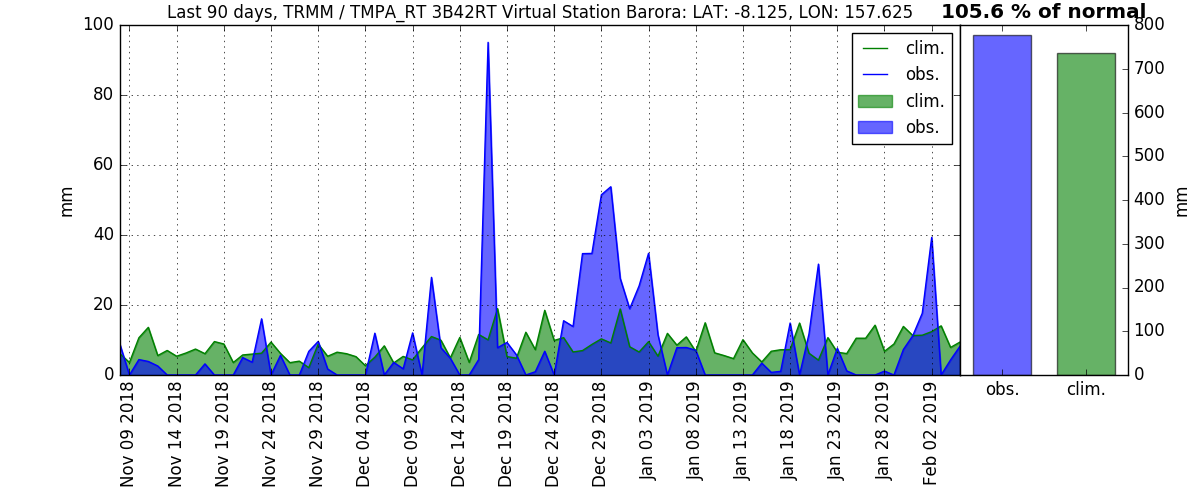 Last 90 days, TRMM / TMPA_RT 3B42RT Virtual Station Barora: LAT: -8.125, LON: 157.625
105.6 % of normal
100
80
60
40
20
0
mm
clim.
obs.
clim.
obs.
800
700
600
500
400
300
200
100
0
mm
obs.
clim.
Nov 09 2018
Nov 14 2018
Nov 19 2018
Nov 24 2018
Nov 29 2018
Dec 04 2018
Dec 09 2018
Dec 14 2018
Dec 19 2018
Dec 24 2018
Dec 29 2018
Jan 03 2019
Jan 08 2019
Jan 13 2019
Jan 18 2019
Jan 23 2019
Jan 28 2019
Feb 02 2019